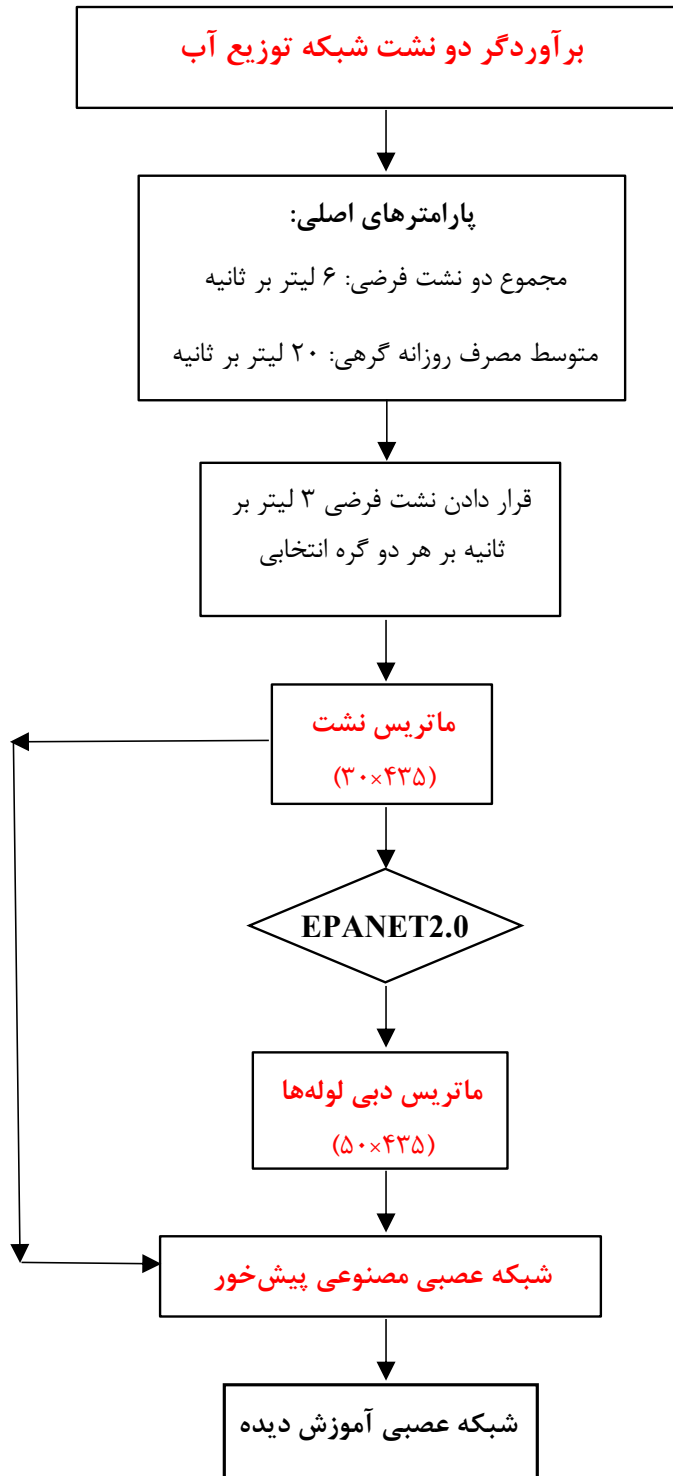 برآوردگر دو نشت شبکه توزیع آب
پارامترهای اصلی:
مجموع دو نشت فرضی: ۶ لیتر بر ثانیه
متوسط مصرف روزانه گرهی: ۲۰ لیتر بر ثانیه
قرار دادن نشت فرضی ۳ لیتر بر
ثانیه بر هر دو گره انتخابی
ماتریس نشت
(۳۰×۴۳۵)
EPANET2.0
ماتریس دبی لوله‌ها
(۵۰×۴۳۵)
شبکه عصبی مصنوعی پیش‌خور
شبکه عصبی آموزش دیده